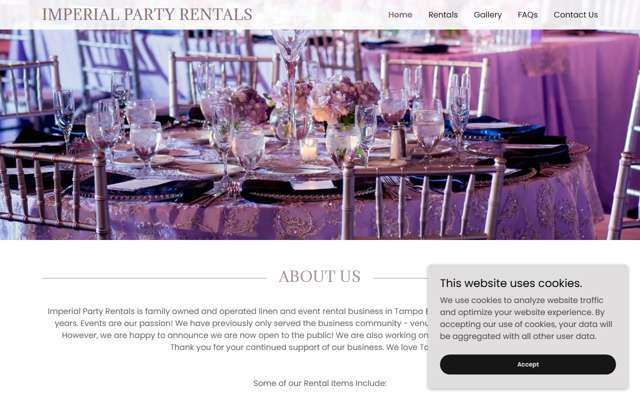 IMPERIAL PARTY RENTALS
Home Rentals Gallery FAQs Contact Us
ABOUT US
Imperial Party Rentals is family owned and operated linen and event rental business in Tampa
years. Events are our passion! We have previously only served the business community -
However, we are happy to announce we are now open to the public! We are also working on
Thank you for your continued support of our business. We love
Some of our Rental Items Include:
This website uses cookies.
We use cookies to analyze website traffic
and optimize your website experience. By
accepting our use of cookies, your data will
be aggregated with all other user data.
Accept